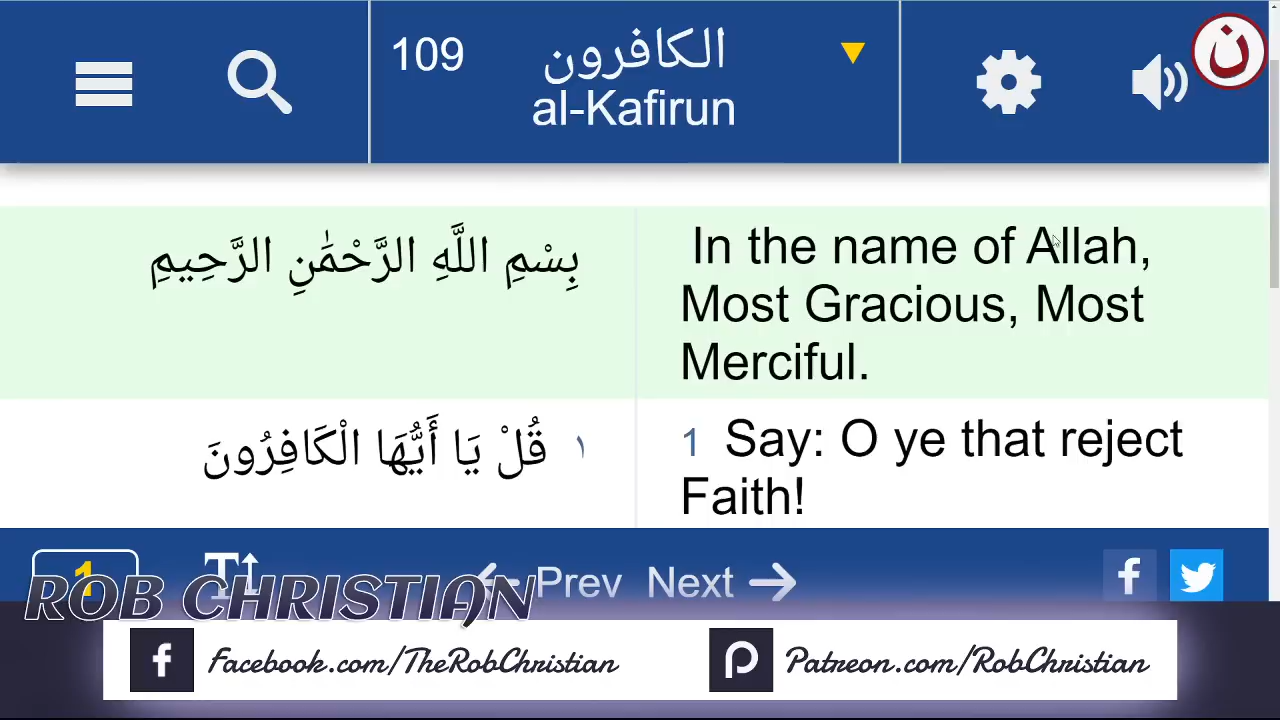 109
الكافرون
al-Kafirun
ن
بِسْمِ اللَّهِ الرَّحْمَٰنِ الرَّحِيمِ
In the name of Allah,
Most Gracious, Most
Merciful.
١ قُلْ يَا أَيُّهَا الْكَافِرُونَ
1 Say: O ye that reject
Faith!
1
T
Prev Next
ROB CHRISTIAN
Facebook.com/TheRobChristian
Patreon.com/RobChristian